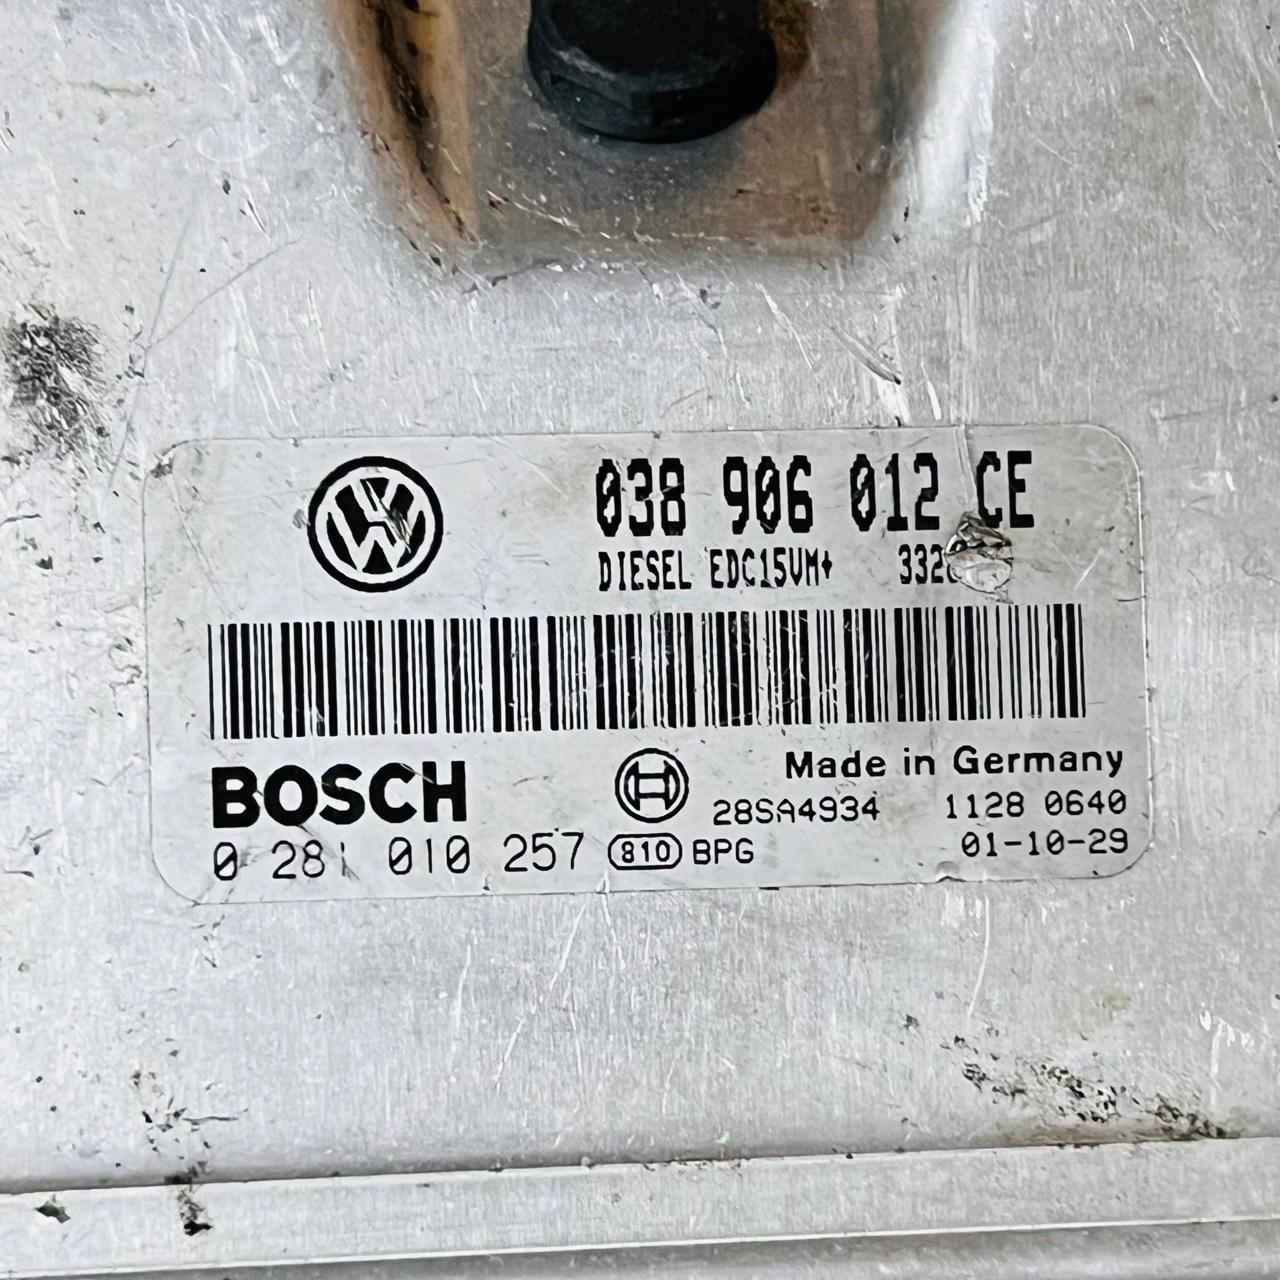 038 906 012 CE
DIESEL EDC15VM+
Made in Germany
BOSCH
28SA4934 1128 0640
0 281 010 257 810 BPG 01-10-29